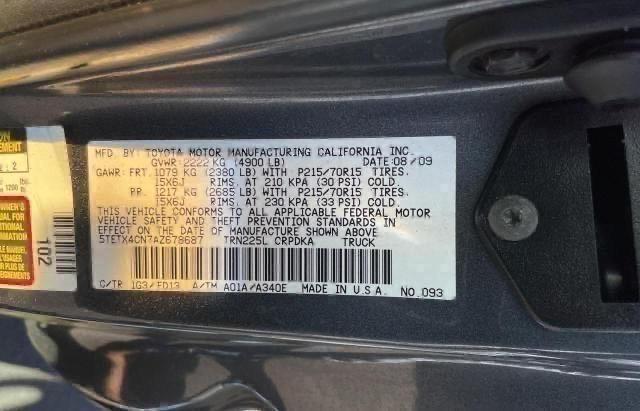 MFD. BY: TOYOTA MOTOR MANUFACTURING CALIFORNIA INC.
GVWR: 2222 KG (4900 LB) DATE: 08/09
GAWR: FRT. 1079 KG (2380 LB) WITH P215/70R15 TIRES.
15X6J RIMS. AT 210 KPA (30 PSI) COLD.
RR. 1217 KG (2685 LB) WITH P215/70R15 TIRES.
15X6J RIMS. AT 230 KPA (33 PSI) COLD.
THIS VEHICLE CONFORMS TO ALL APPLICABLE FEDERAL MOTOR
VEHICLE SAFETY AND THEFT PREVENTION STANDARDS IN
EFFECT ON THE DATE OF MANUFACTURE SHOWN ABOVE.
5TETX4CN7AZ678687 TRN225L CRPDKA TRUCK
C/TR 1G3/FD13 A/TM A01A/A340E MADE IN U.S.A. NO.093
EMENT
: 2
102